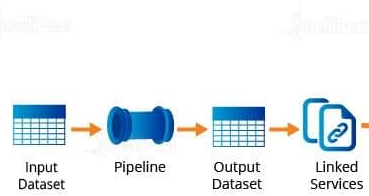 Input
Dataset
Pipeline
Output
Dataset
Linked
Services